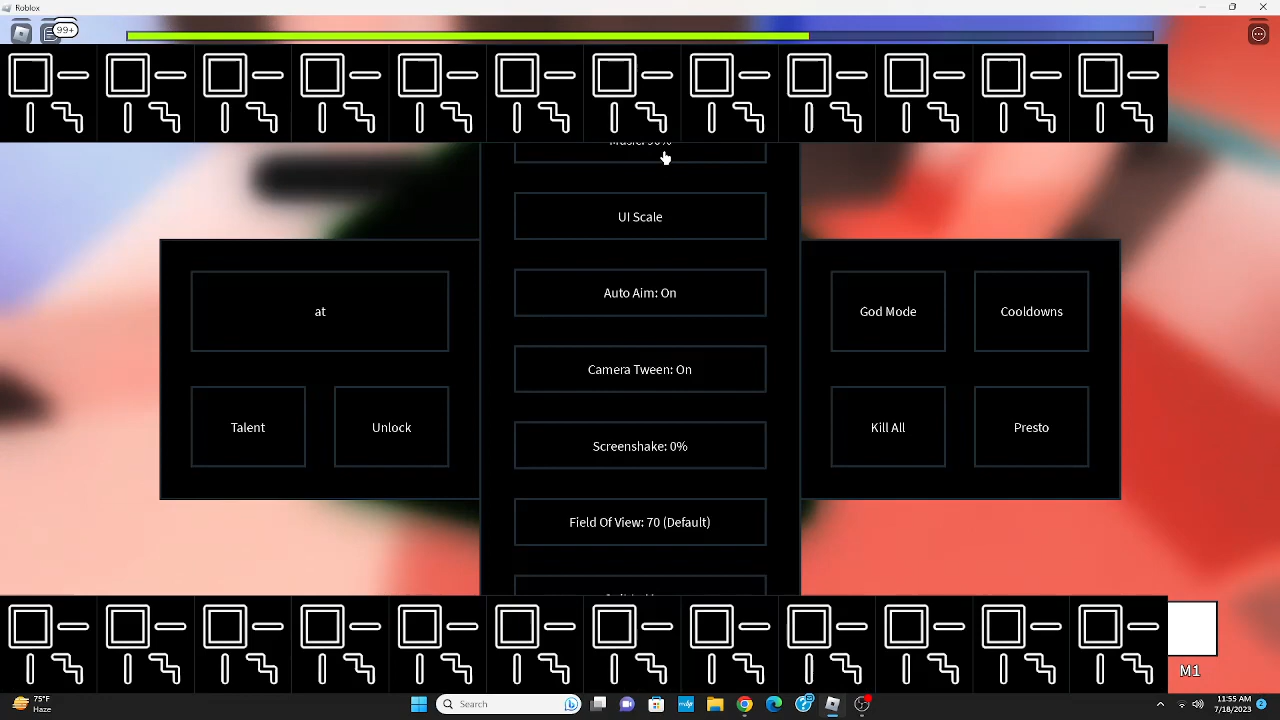 Roblox
99+
UI Scale
Auto Aim: On
at
God Mode
Cooldowns
Camera Tween: On
Talent
Unlock
Screenshake: 0%
Kill All
Presto
Field Of View: 70 (Default)
M1
75°F
Haze
Search
11:55 AM
7/18/2023
2